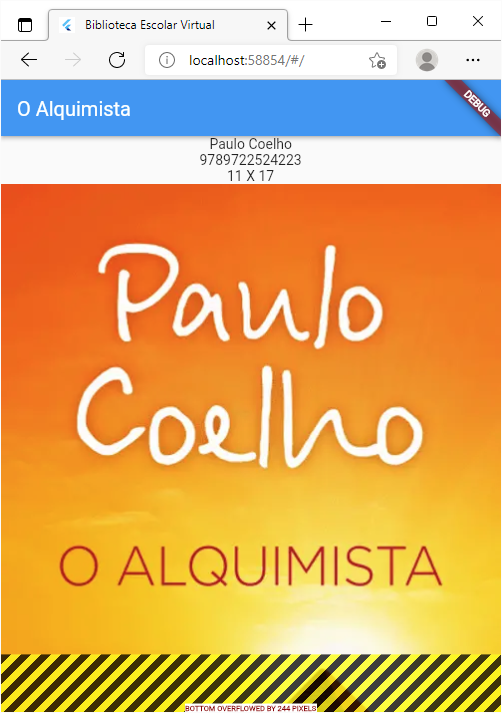 Biblioteca Escolar Virtual
localhost:58854/#/
O Alquimista
DEBUG
Paulo Coelho
9789722524223
11 X 17
Paulo
Coelho
O ALQUIMISTA
BOTTOM OVERFLOWED BY 244 PIXELS